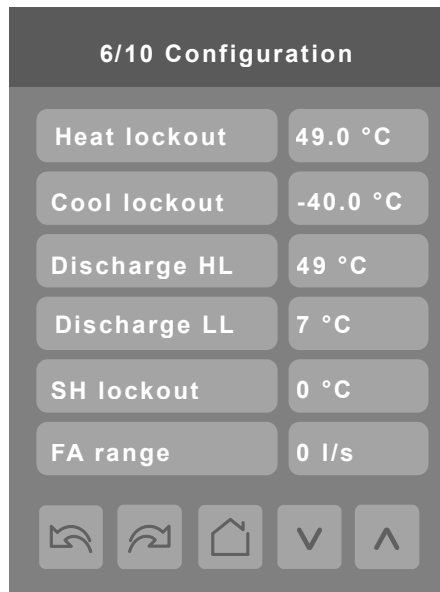 6/10 Configuration
Heat lockout 49.0 °C
Cool lockout -40.0 °C
Discharge HL 49 °C
Discharge LL 7 °C
SH lockout 0 °C
FA range 0 l/s